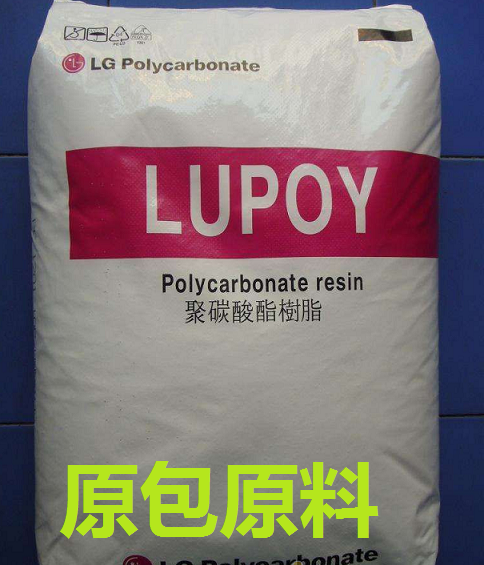 LG Polycarbonate
LUPOY
Polycarbonate resin
聚碳酸酯樹脂
原包原料
LG Polycarbonate